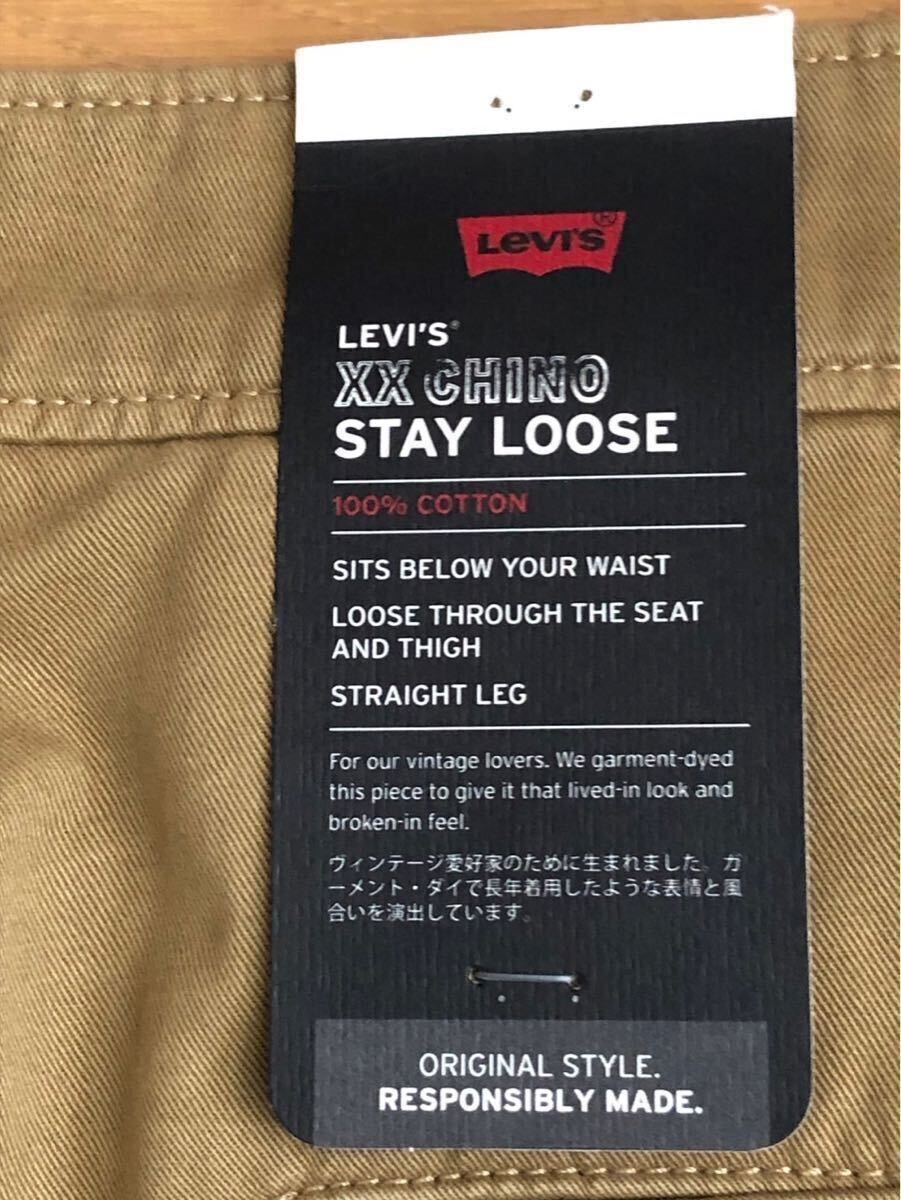 LEVI'S®
LEVI'S®
XX CHINO
STAY LOOSE
100% COTTON
SITS BELOW YOUR WAIST
LOOSE THROUGH THE SEAT
AND THIGH
STRAIGHT LEG
For our vintage lovers. We garment-dyed
this piece to give it that lived-in look and
broken-in feel.
ヴィンテージ愛好家のために生まれました。ガ
ーメント・ダイで長年着用したような表情と風
合いを演出しています。
ORIGINAL STYLE.
RESPONSIBLY MADE.